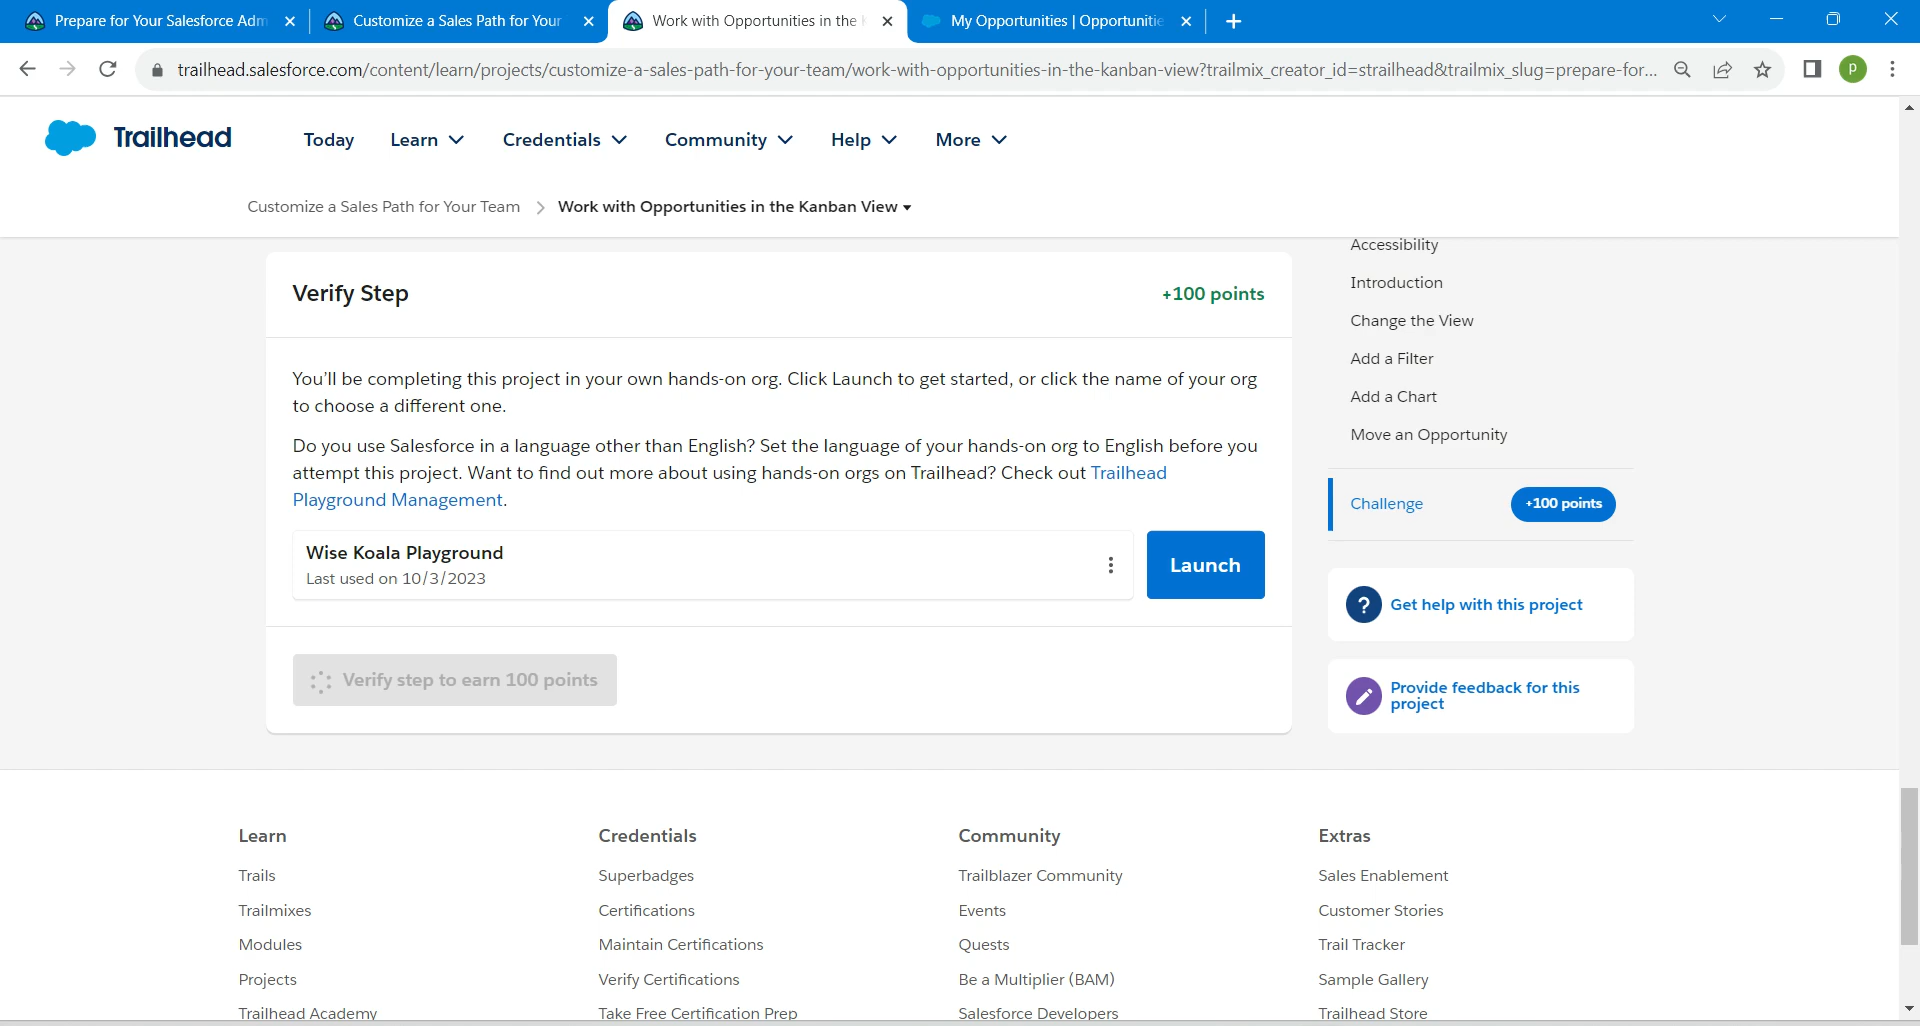 Prepare for Your Salesforce Adm
Customize a Sales Path for Your
Work with Opportunities in the
My Opportunities | Opportunitie
trailhead.salesforce.com/content/learn/projects/customize-a-sales-path-for-your-team/work-with-opportunities-in-the-kanban-view?trailmix_creator_id=strailhead&trailmix_slug=prepare-for...
P
Trailhead
Today
Learn
Credentials
Community
Help
More
Customize a Sales Path for Your Team
Work with Opportunities in the Kanban View
Verify Step
+100 points
You'll be completing this project in your own hands-on org. Click Launch to get started, or click the name of your org
to choose a different one.
Do you use Salesforce in a language other than English? Set the language of your hands-on org to English before you
attempt this project. Want to find out more about using hands-on orgs on Trailhead? Check out Trailhead
Playground Management.
Wise Koala Playground
Last used on 10/3/2023
Launch
Verify step to earn 100 points
Accessibility
Introduction
Change the View
Add a Filter
Add a Chart
Move an Opportunity
Challenge
+100 points
?
Get help with this project
Provide feedback for this
project
Learn
Trails
Trailmixes
Modules
Projects
Trailhead Academy
Credentials
Superbadges
Certifications
Maintain Certifications
Verify Certifications
Take Free Certification Prep
Community
Trailblazer Community
Events
Quests
Be a Multiplier (BAM)
Salesforce Developers
Extras
Sales Enablement
Customer Stories
Trail Tracker
Sample Gallery
Trailhead Store